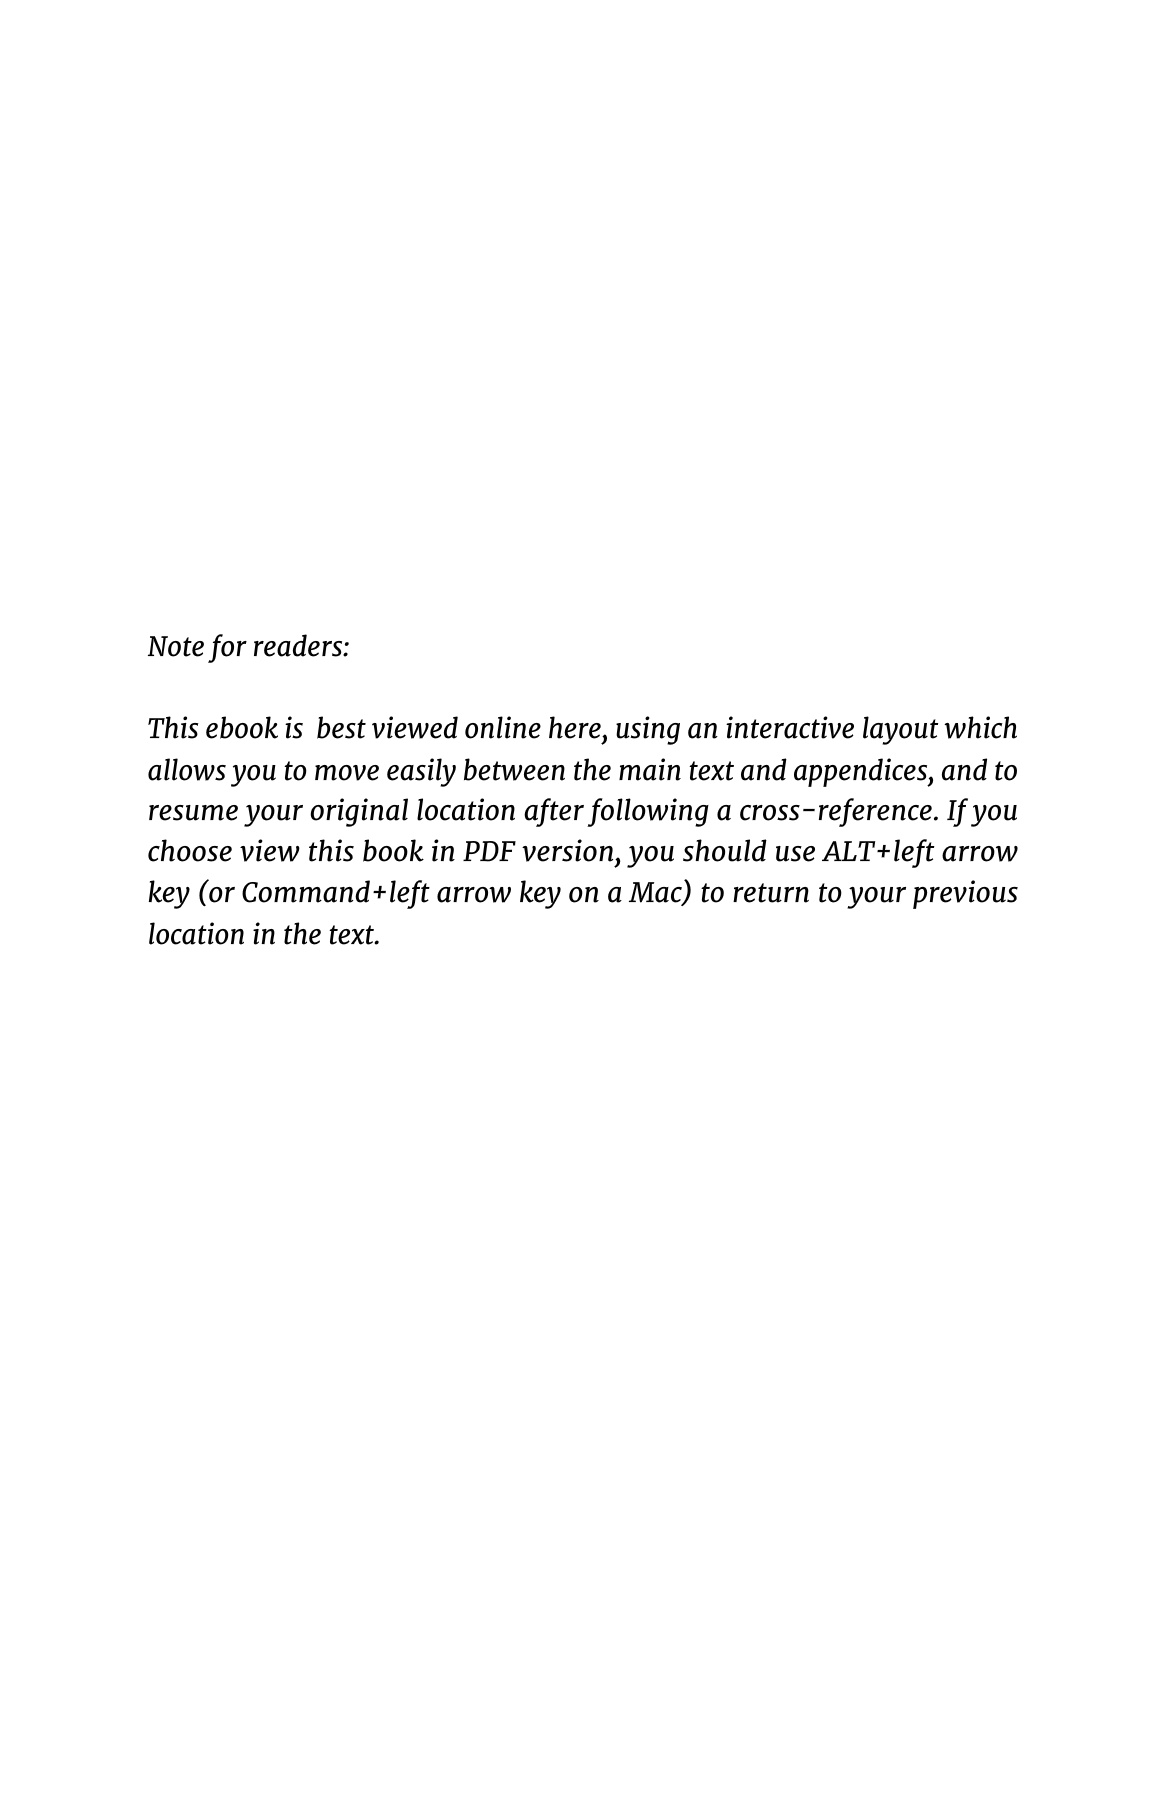 Note for readers:
This ebook is  best viewed online here, using an interactive layout which
allows you to move easily between the main text and appendices, and to
resume your original location after following a cross-reference. If you
choose view this book in PDF version, you should use ALT+left arrow
key (or Command+left arrow key on a Mac) to return to your previous
location in the text.